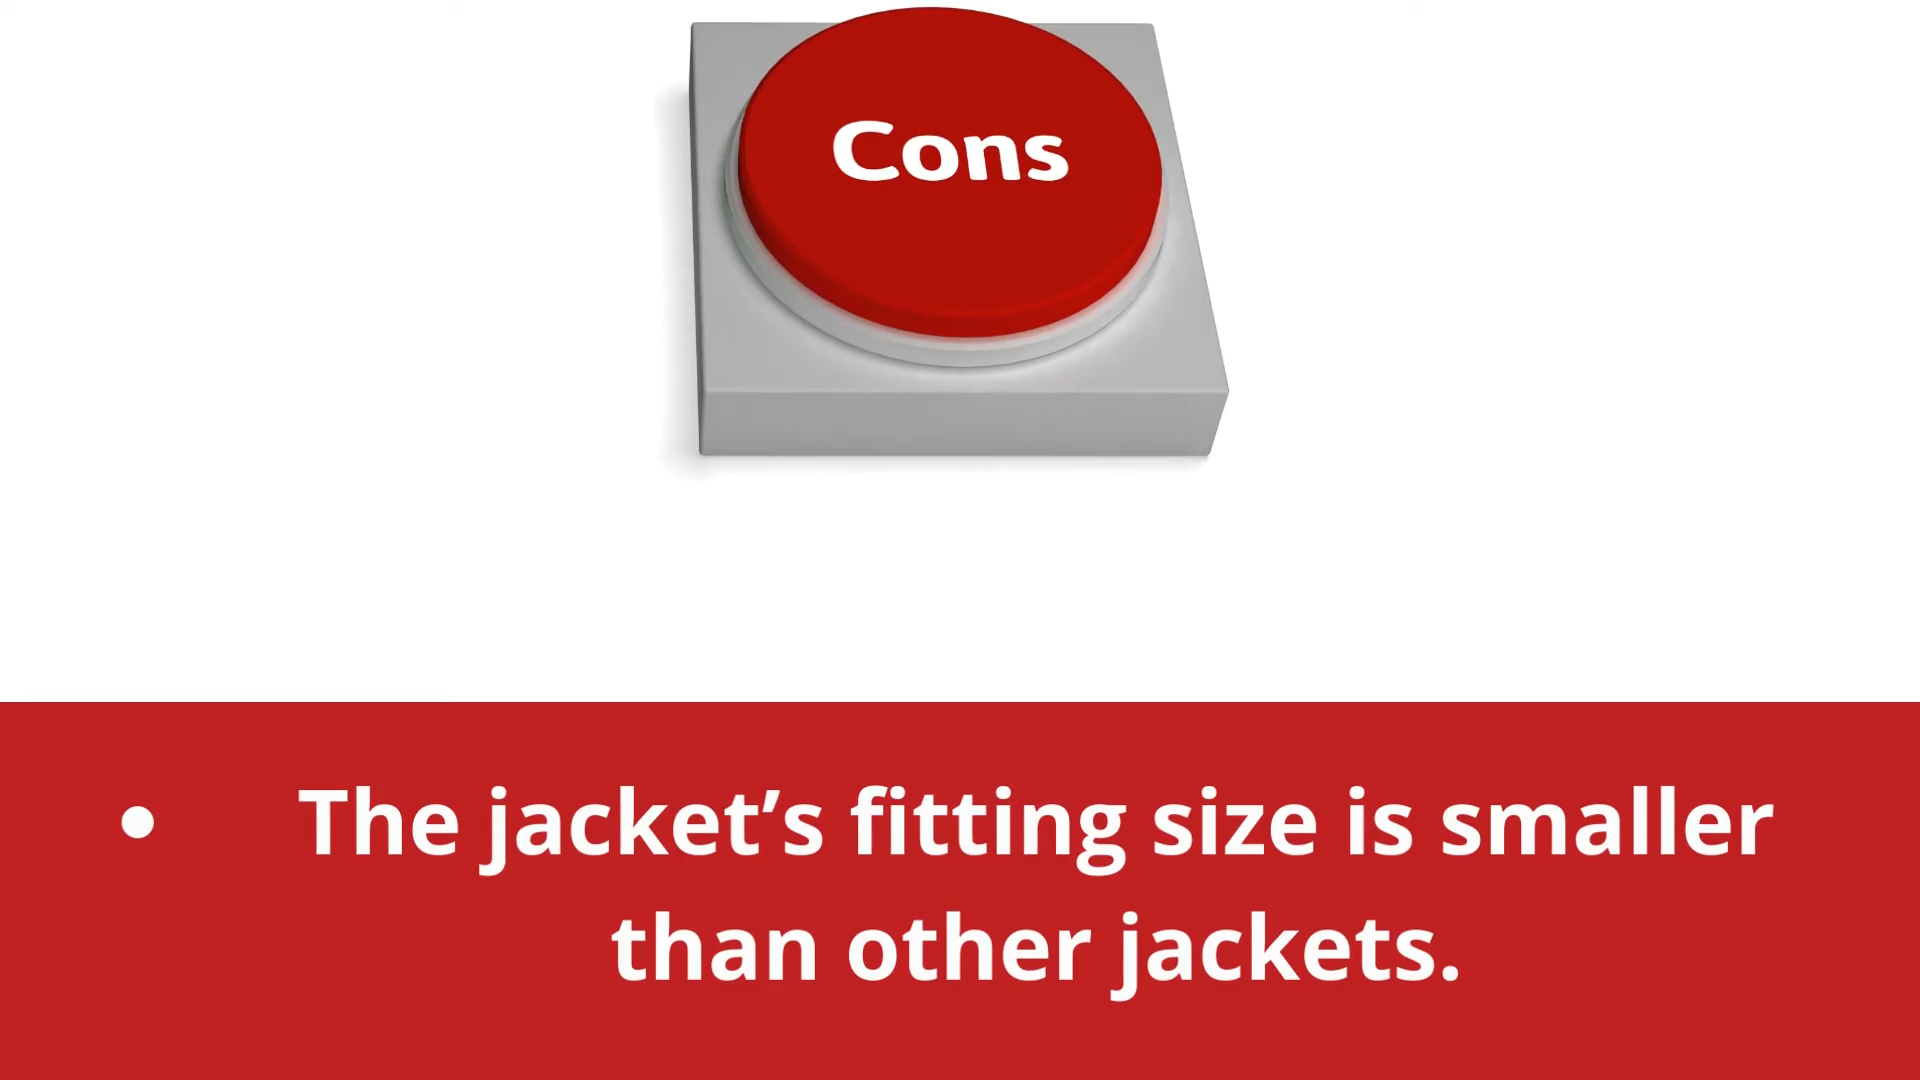 Cons
• The jacket’s fitting size is smaller
than other jackets.